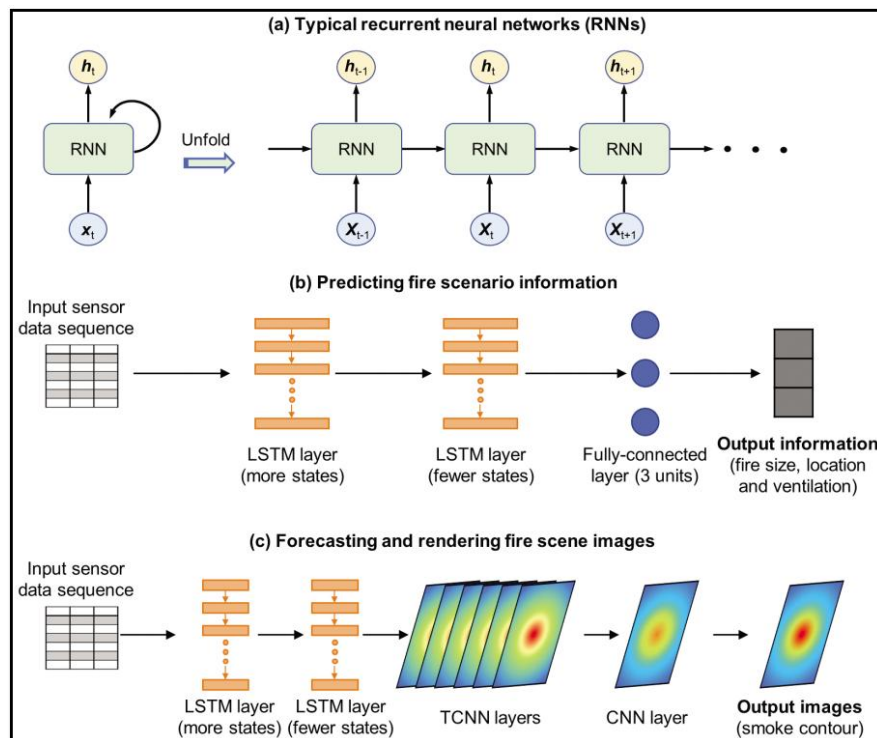 (a) Typical recurrent neural networks (RNNs)
h_t
h_t-1
h_t
h_t+1
RNN
Unfold
RNN
RNN
RNN
x_t
X_t-1
X_t
X_t+1
(b) Predicting fire scenario information
Input sensor
data sequence
LSTM layer
(more states)
LSTM layer
(fewer states)
Fully-connected
layer (3 units)
Output information
(fire size, location
and ventilation)
(c) Forecasting and rendering fire scene images
Input sensor
data sequence
LSTM layer
(more states)
LSTM layer
(fewer states)
TCNN layers
CNN layer
Output images
(smoke contour)